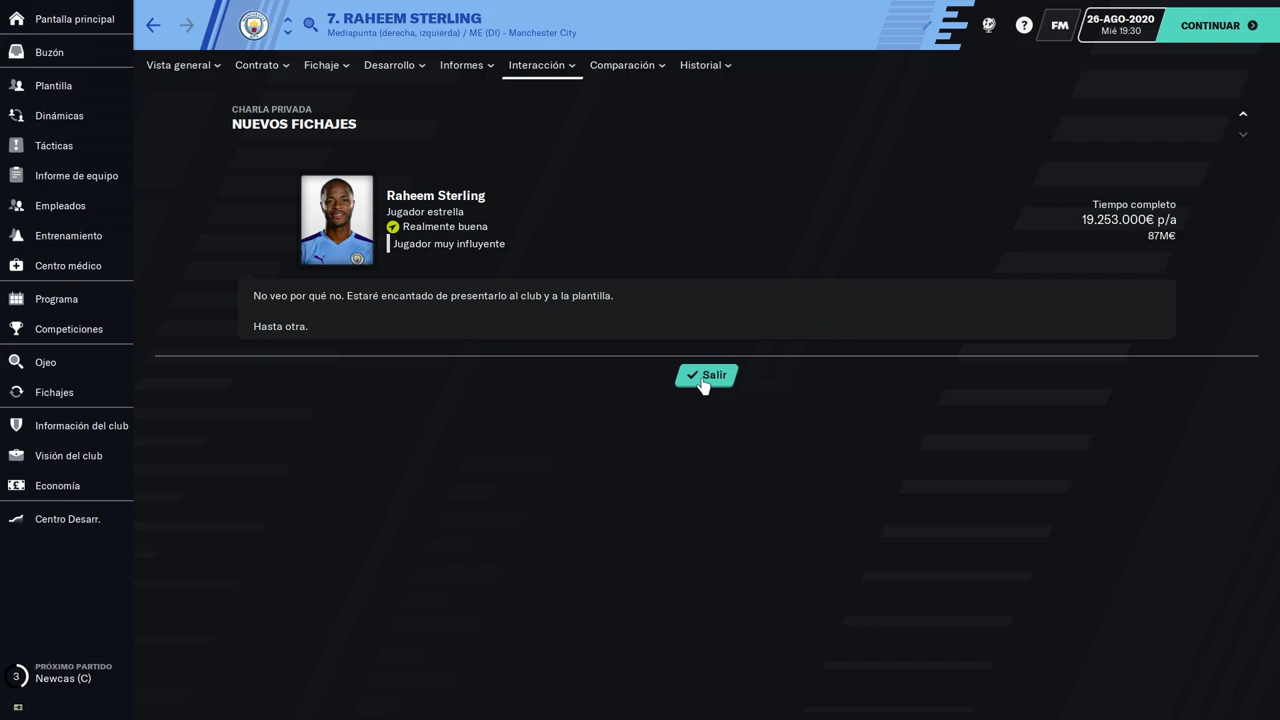 Pantalla principal
Buzón
Plantilla
Dinámicas
Tácticas
Informe de equipo
Empleados
Entrenamiento
Centro médico
Programa
Competiciones
Ojeo
Fichajes
Información del club
Visión del club
Economía
Centro Desarr.
3
PRÓXIMO PARTIDO
Newcas (C)
7. RAHEEM STERLING
Mediapunta (derecha, izquierda) / ME (DI) - Manchester City
?
FM
26-AGO-2020
Mié 19:30
CONTINUAR
Vista general
Contrato
Fichaje
Desarrollo
Informes
Interacción
Comparación
Historial
CHARLA PRIVADA
NUEVOS FICHAJES
Raheem Sterling
Jugador estrella
Realmente buena
Jugador muy influyente
Tiempo completo
19.253.000€ p/a
87M€
No veo por qué no. Estaré encantado de presentarlo al club y a la plantilla.
Hasta otra.
Salir